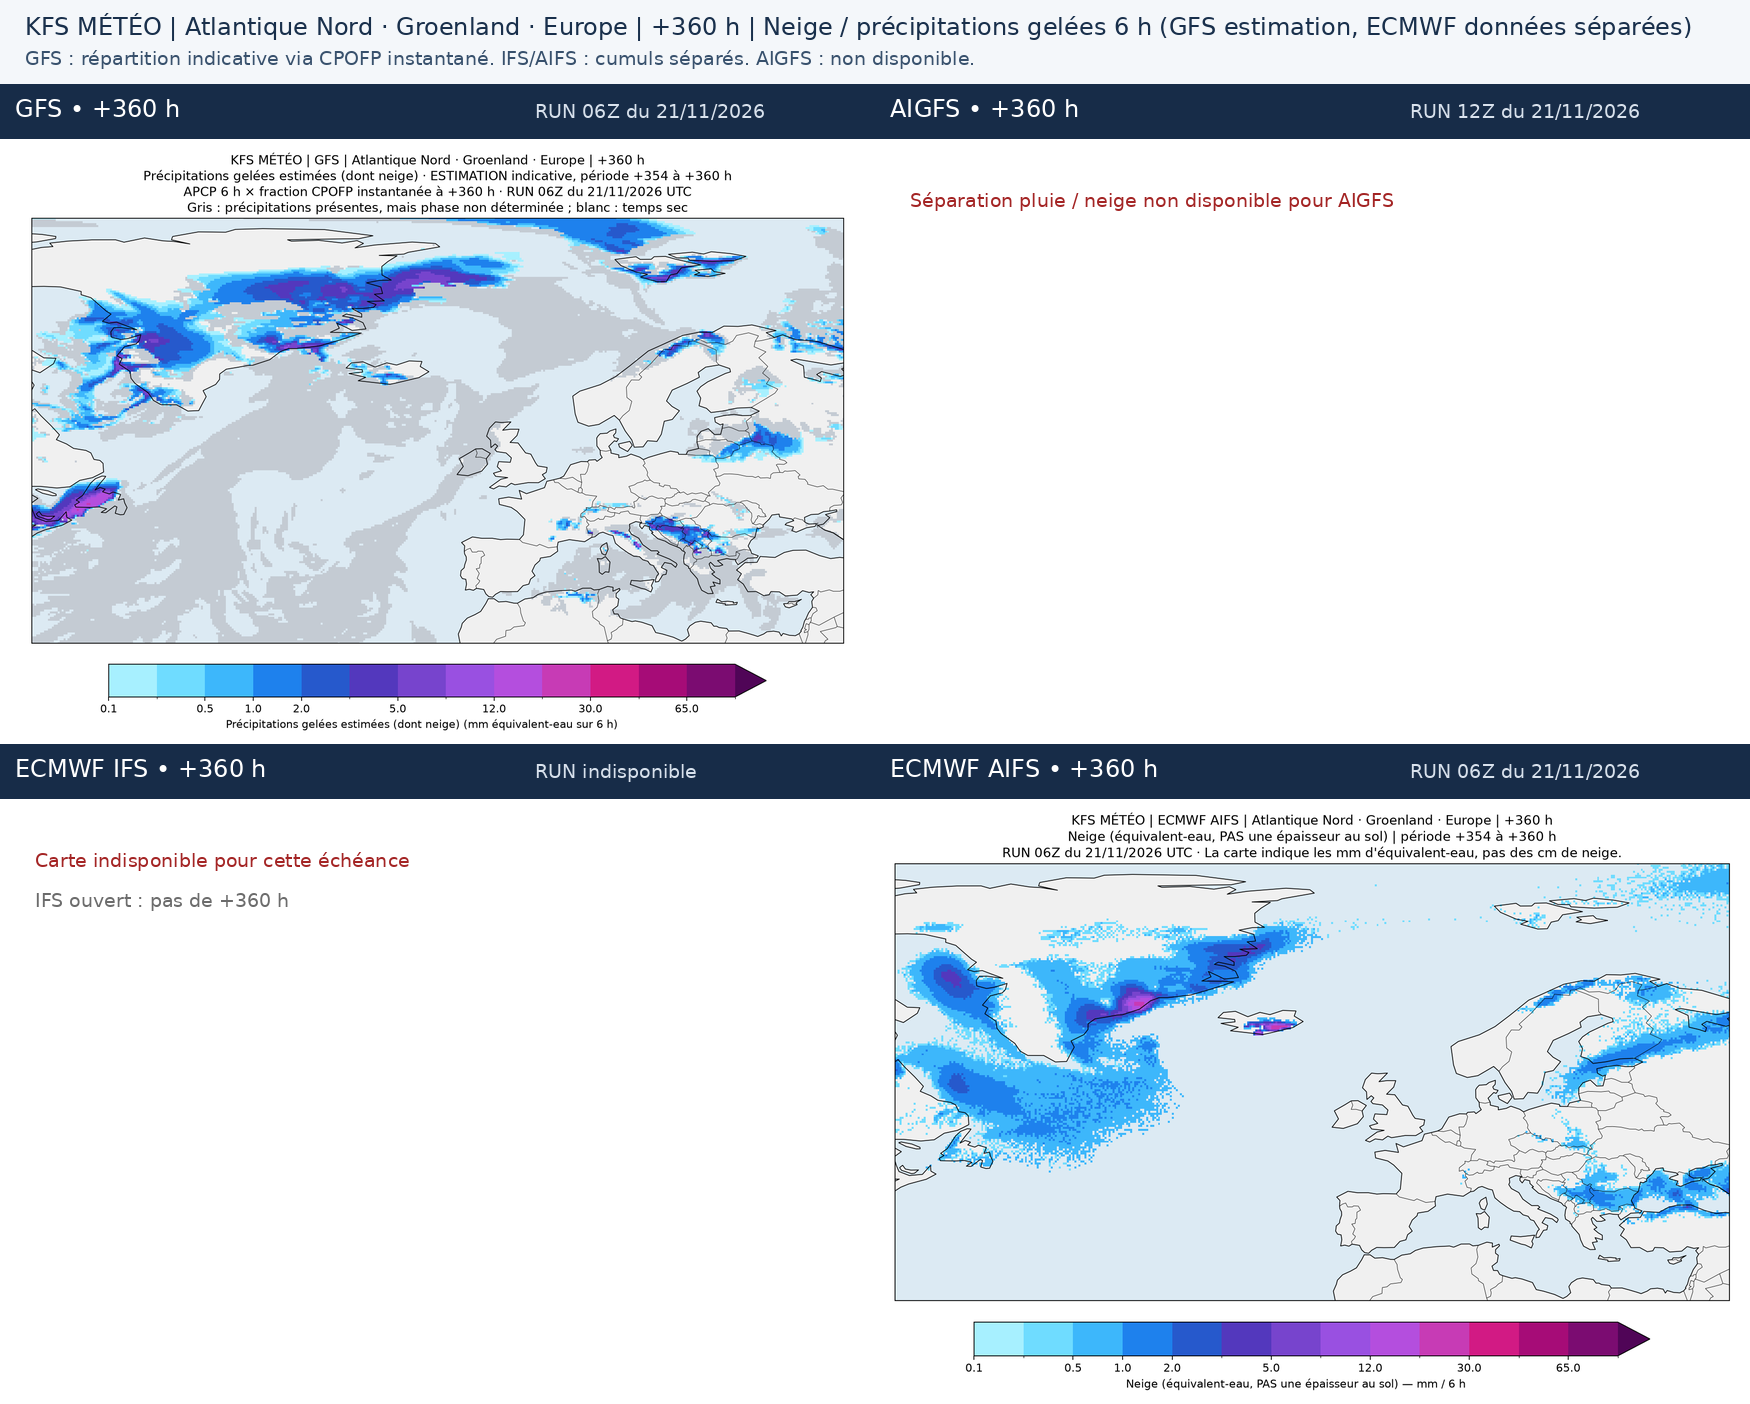 KFS MÉTÉO | Atlantique Nord · Groenland · Europe | +360 h | Neige / précipitations gelées 6 h (GFS estimation, ECMWF données séparées)
GFS : répartition indicative via CPOFP instantané. IFS/AIFS : cumuls séparés. AIGFS : non disponible.
GFS • +360 h
RUN 06Z du 21/11/2026
KFS MÉTÉO | GFS | Atlantique Nord · Groenland · Europe | +360 h
Précipitations gelées estimées (dont neige) · ESTIMATION indicative, période +354 à +360 h
APCP 6 h × fraction CPOFP instantanée à +360 h · RUN 06Z du 21/11/2026 UTC
Gris : précipitations présentes, mais phase non déterminée ; blanc : temps sec
0.1 0.5 1.0 2.0 5.0 12.0 30.0 65.0
Précipitations gelées estimées (dont neige) (mm équivalent-eau sur 6 h)
AIGFS • +360 h
RUN 12Z du 21/11/2026
Séparation pluie / neige non disponible pour AIGFS
ECMWF IFS • +360 h
RUN indisponible
Carte indisponible pour cette échéance
IFS ouvert : pas de +360 h
ECMWF AIFS • +360 h
RUN 06Z du 21/11/2026
KFS MÉTÉO | ECMWF AIFS | Atlantique Nord · Groenland · Europe | +360 h
Neige (équivalent-eau, PAS une épaisseur au sol) | période +354 à +360 h
RUN 06Z du 21/11/2026 UTC · La carte indique les mm d'équivalent-eau, pas des cm de neige.
0.1 0.5 1.0 2.0 5.0 12.0 30.0 65.0
Neige (équivalent-eau, PAS une épaisseur au sol) — mm / 6 h